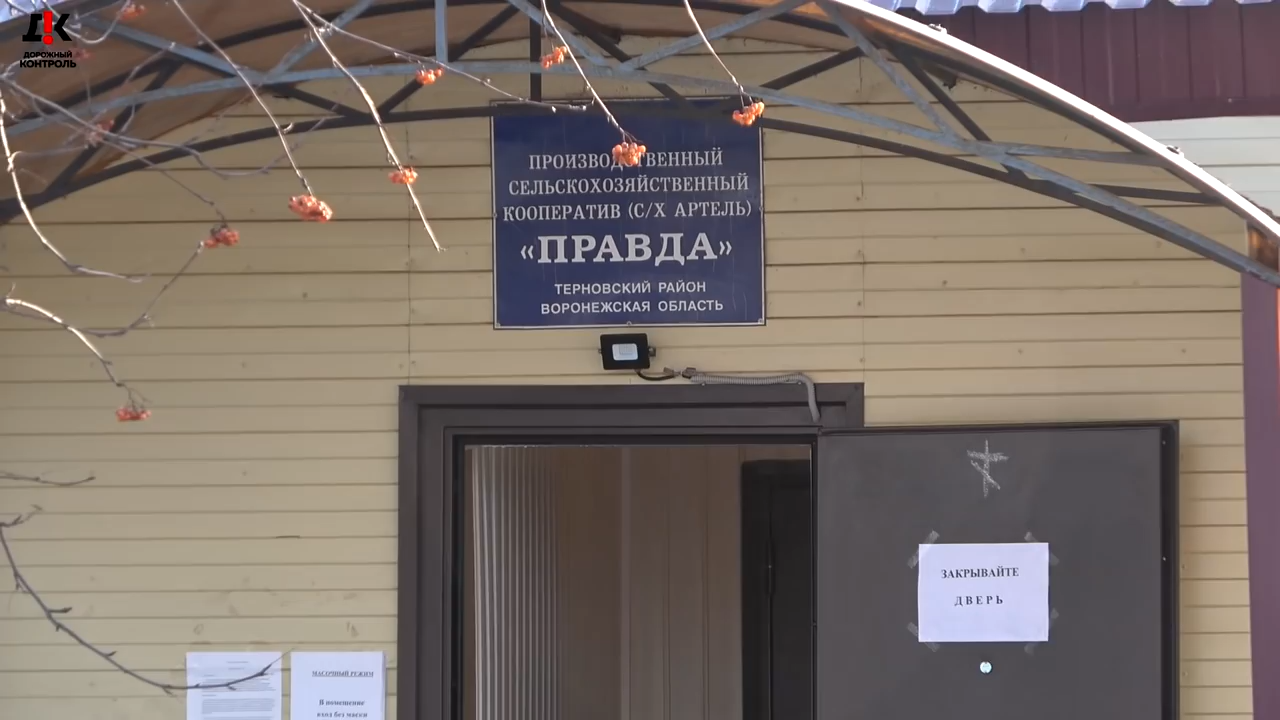 Д!К
ДОРОЖНЫЙ
КОНТРОЛЬ
ПРОИЗВОДСТВЕННЫЙ
СЕЛЬСКОХОЗЯЙСТВЕННЫЙ
КООПЕРАТИВ (С/Х АРТЕЛЬ)
«ПРАВДА»
ТЕРНОВСКИЙ РАЙОН
ВОРОНЕЖСКАЯ ОБЛАСТЬ
ЗАКРЫВАЙТЕ
ДВЕРЬ
МАСОЧНЫЙ РЕЖИМ
В помещение
вход без маски